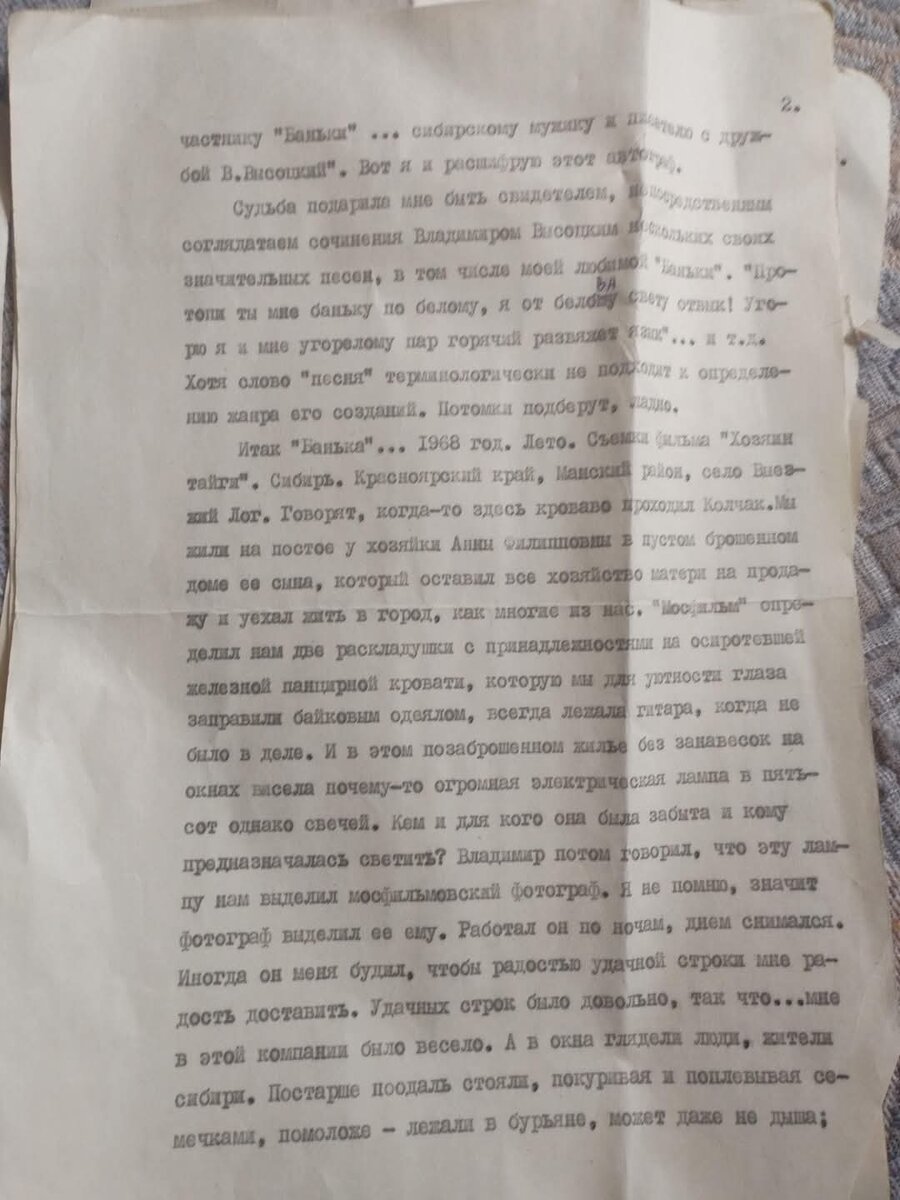 2.
частнику "Баньки" ... сибирскому мужику и писателю с друж-
бой В.Высоцкий". Вот я и расшифрую этот автограф.
Судьба подарила мне быть свидетелем, непосредственным
соглядатаем сочинения Владимиром Высоцким нескольких своих
значительных песен, в том числе моей любимой "Баньки". "Про-
ва
топи ты мне баньку по белому, я от белому свету отвык! Уго-
рю я и мне угорелому пар горячий развяжет язык"... и т.д.
Хотя слово "песня" терминологически не подходит к определе-
нию жанра его созданий. Потомки подберут, ладно.
Итак "Банька"... 1968 год. Лето. Съемки фильма "Хозяин
тайги". Сибирь. Красноярский край, Манский район, село Выез-
жий Лог. Говорят, когда-то здесь кроваво проходил Колчак.Мы
жили на постое у хозяйки Анны Филипповны в пустом брошенном
доме ее сына, который оставил все хозяйство матери на прода-
жу и уехал жить в город, как многие из нас. "Мосфильм" опре-
делил нам две раскладушки с принадлежностями на осиротевшей
железной панцирной кровати, которую мы для уютности глаза
заправили байковым одеялом, всегда лежала гитара, когда не
было в деле. И в этом позаброшенном жилье без занавесок на
окнах висела почему-то огромная электрическая лампа в пять-
сот однако свечей. Кем и для кого она была забыта и кому
предназначалась светить? Владимир потом говорил, что эту лам-
пу нам выделил мосфильмовский фотограф. Я не помню, значит
фотограф выделил ее ему. Работал он по ночам, днем снимался.
Иногда он меня будил, чтобы радостью удачной строки мне ра-
дость доставить. Удачных строк было довольно, так что...мне
в этой компании было весело. А в окна глядели люди, жители
сибири. Постарше поодаль стояли, покуривая и поплевывая се-
мечками, помоложе - лежали в бурьяне, может даже не дыша;